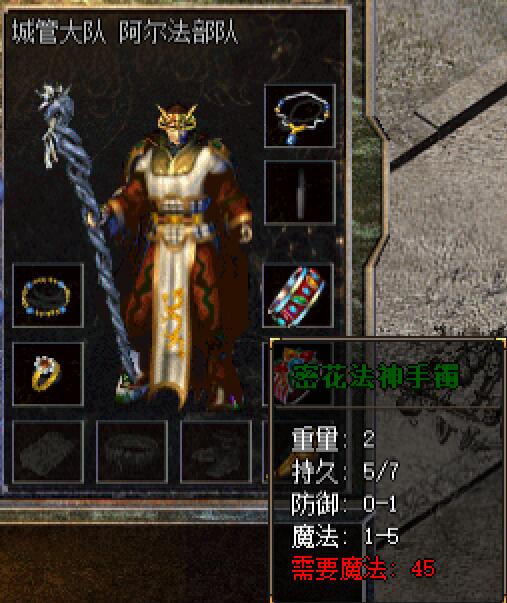 城管大队 阿尔法部队
密花法神手镯
重量: 2
持久: 5/7
防御: 0-1
魔法: 1-5
需要魔法: 45